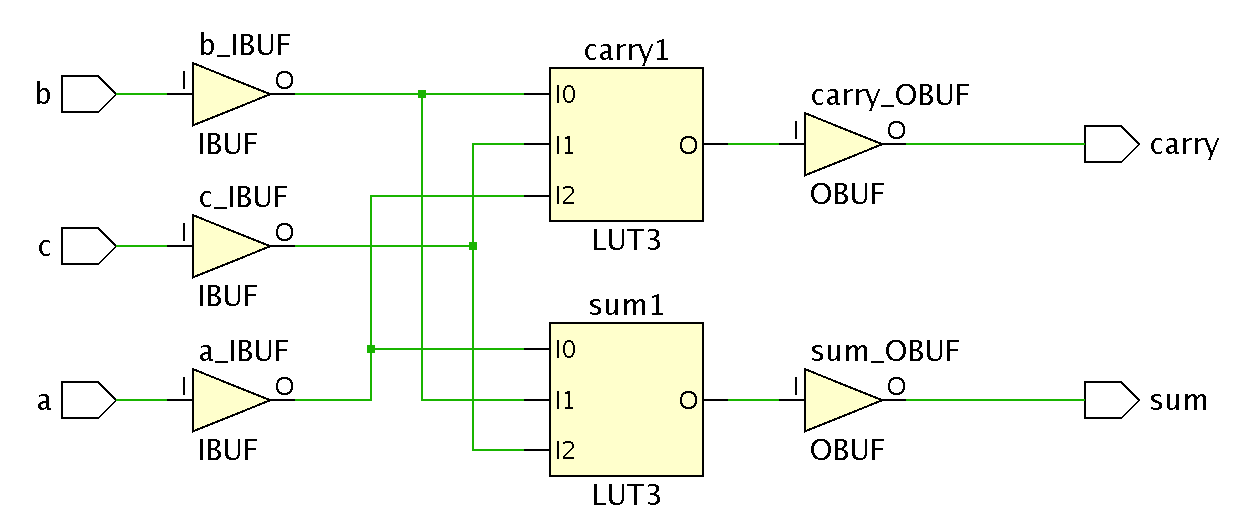 b_IBUF
b
I
O
IBUF
c_IBUF
c
I
O
IBUF
a_IBUF
a
I
O
IBUF
carry1
I0
I1
I2
O
LUT3
sum1
I0
I1
I2
O
LUT3
carry_OBUF
I
O
OBUF
carry
sum_OBUF
I
O
OBUF
sum